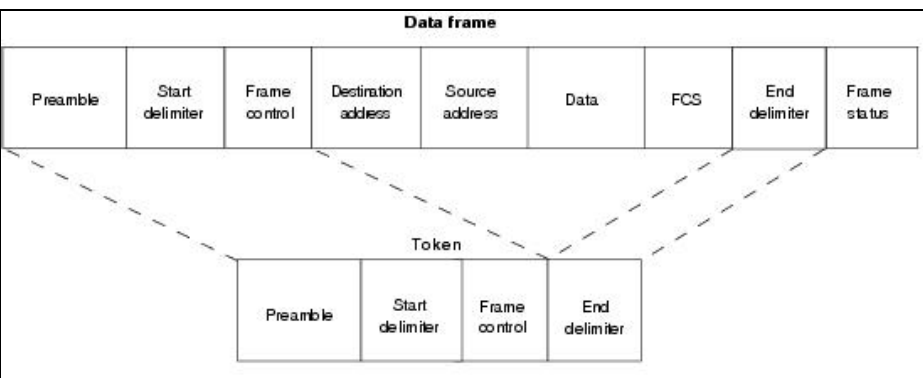 Data frame
Preamble
Start
delimiter
Frame
control
Destination
address
Source
address
Data
FCS
End
delimiter
Frame
status
Token
Preamble
Start
delimiter
Frame
control
End
delimiter